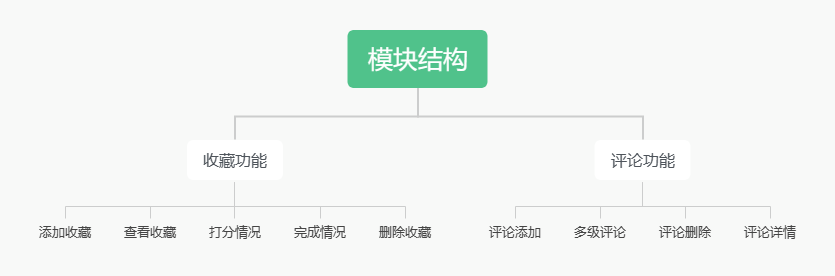 模块结构
收藏功能
评论功能
添加收藏
查看收藏
打分情况
完成情况
删除收藏
评论添加
多级评论
评论删除
评论详情